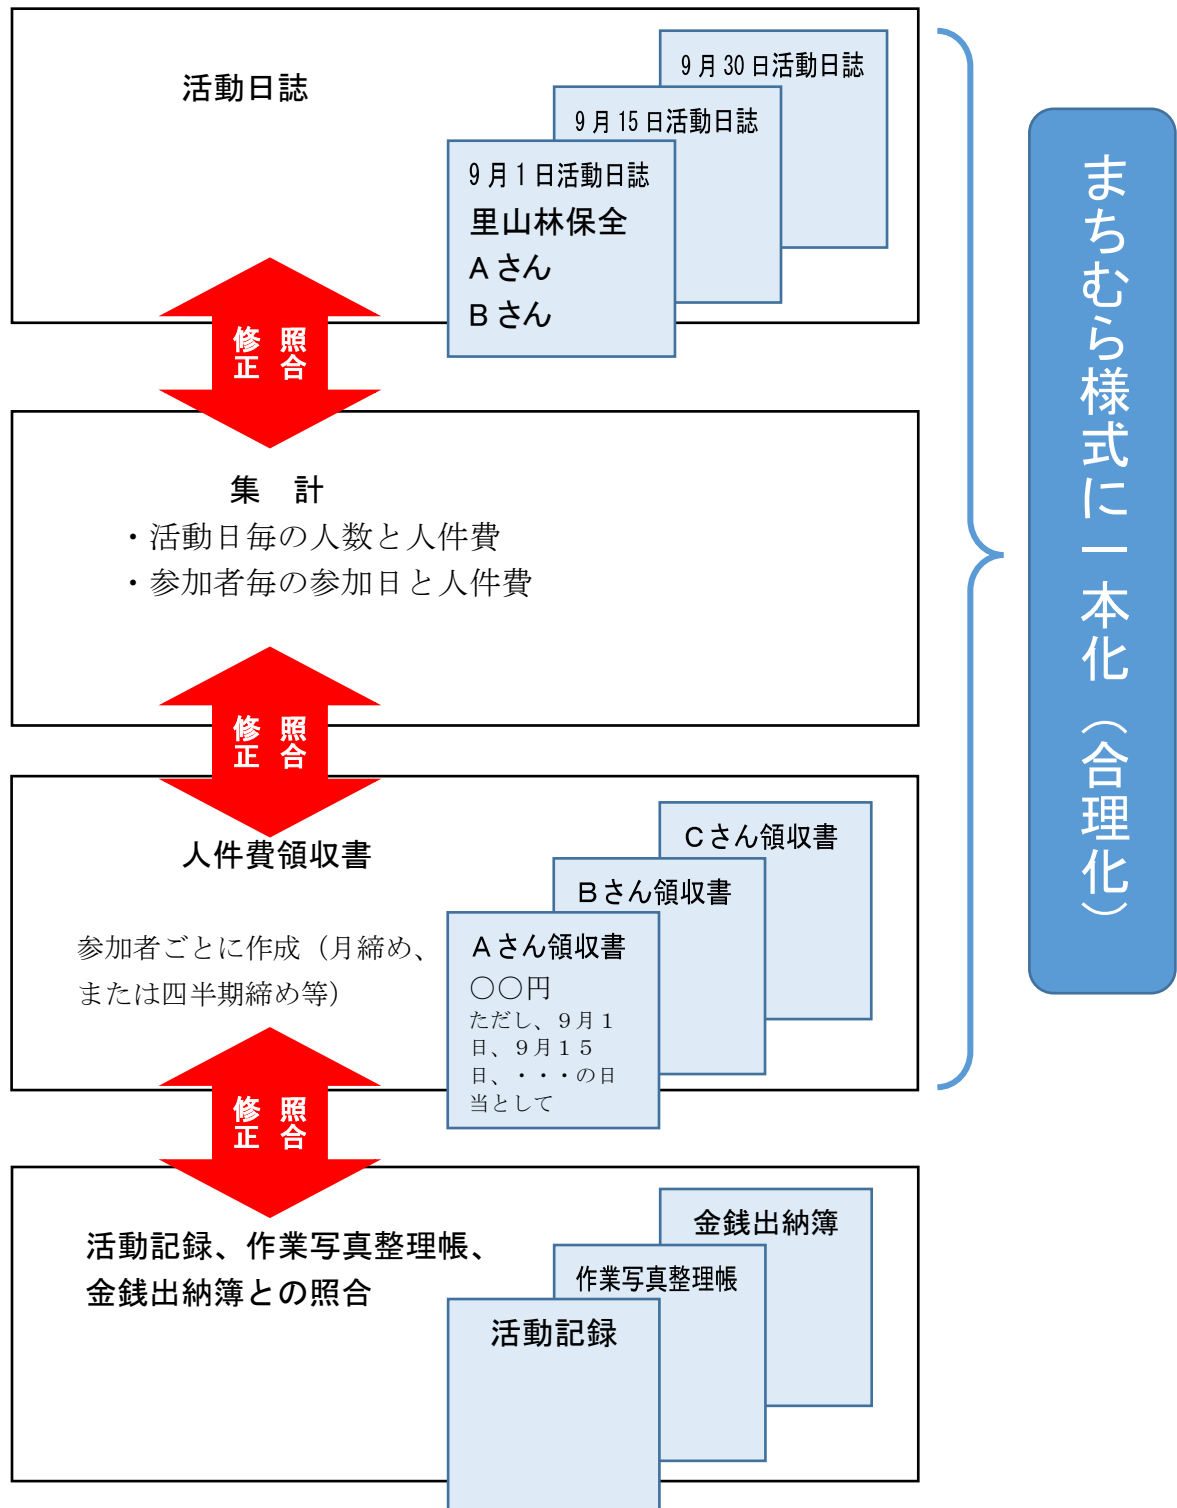 活動日誌
9月30日活動日誌
9月15日活動日誌
9月1日活動日誌
里山林保全
Aさん
Bさん
修正 照合
集　計
・活動日毎の人数と人件費
・参加者毎の参加日と人件費
修正 照合
人件費領収書
参加者ごとに作成（月締め、
または四半期締め等）
Cさん領収書
Bさん領収書
Aさん領収書
○○円
ただし、９月１
日、９月１５
日、・・・の日
当として
修正 照合
活動記録、作業写真整理帳、
金銭出納簿との照合
金銭出納簿
作業写真整理帳
活動記録
まちむら様式に一本化（合理化）